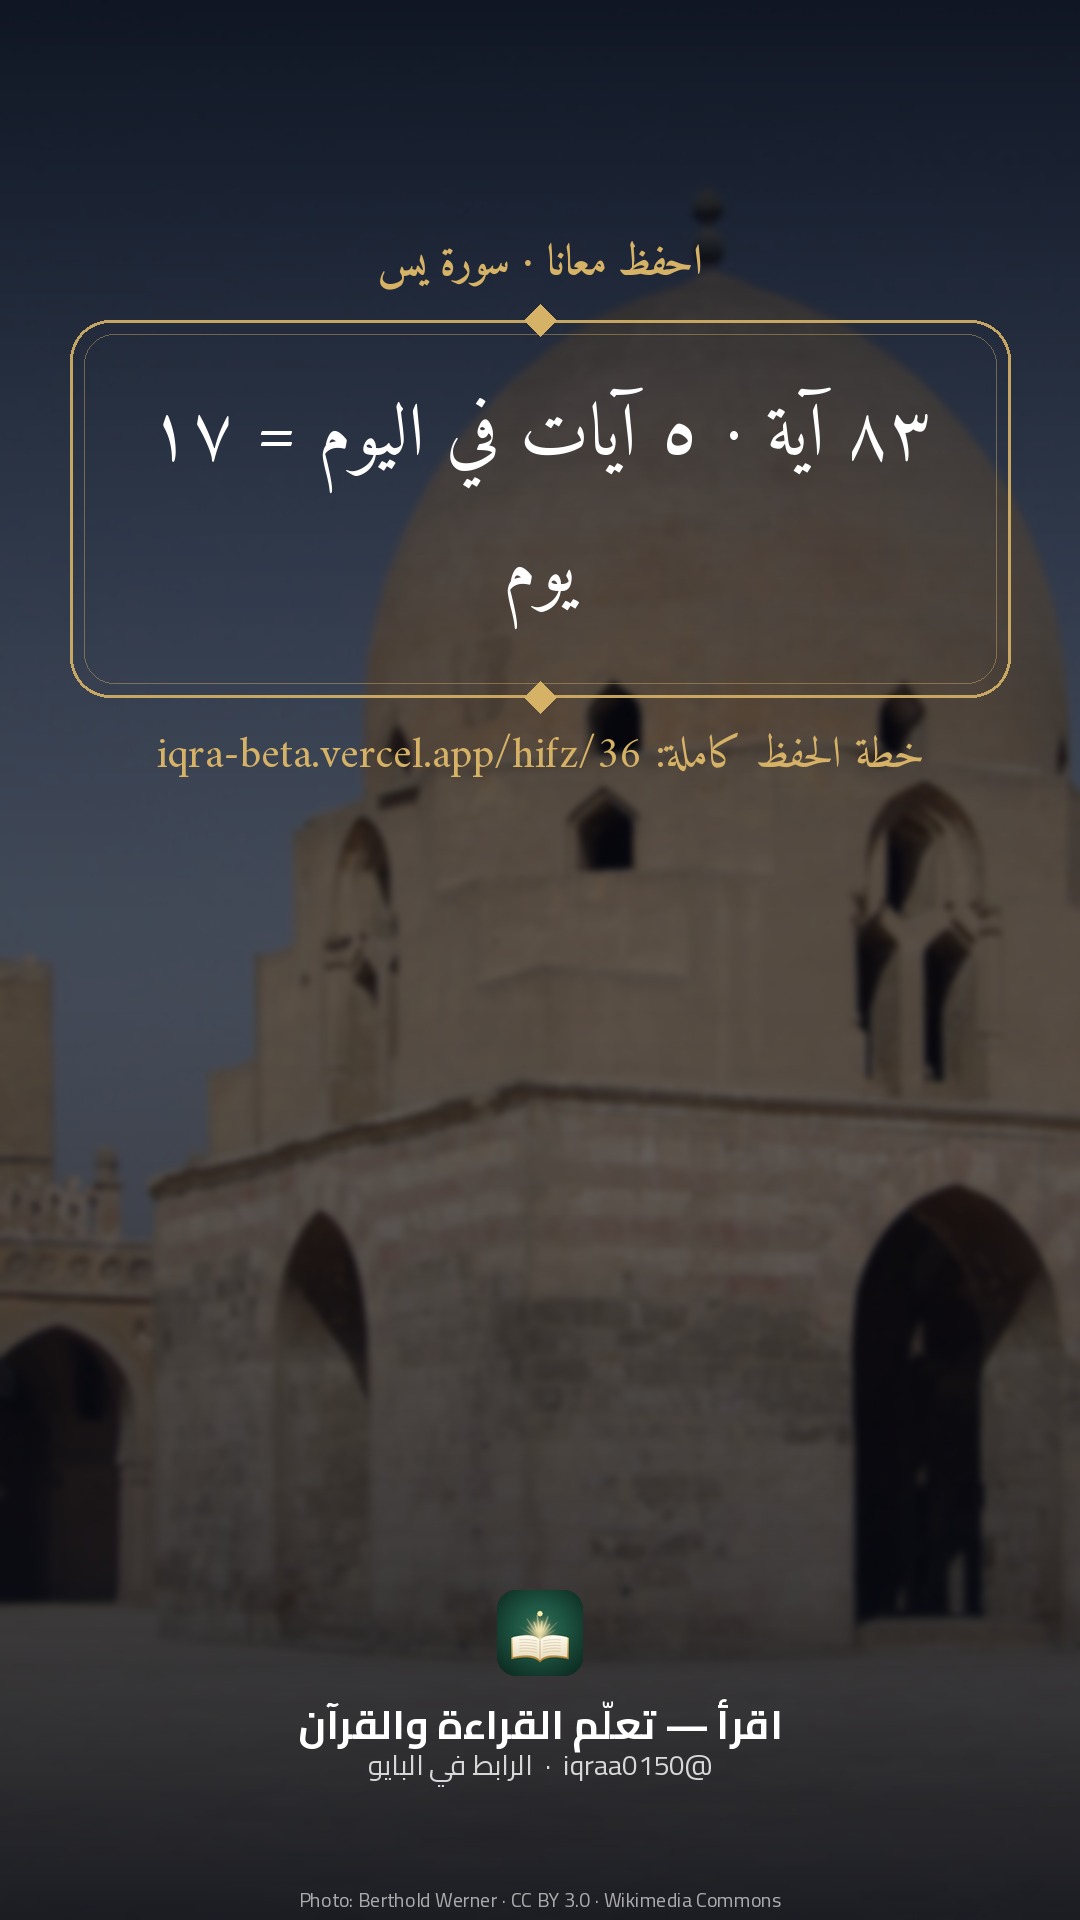 احفظ معانا · سورة يس
٨٣ آية · ٥ آيات في اليوم = ١٧
يوم
خطة الحفظ كاملة: iqra-beta.vercel.app/hifz/36
اقرأ — تعلّم القراءة والقرآن
@iqraa0150 · الرابط في البايو
Photo: Berthold Werner · CC BY 3.0 · Wikimedia Commons